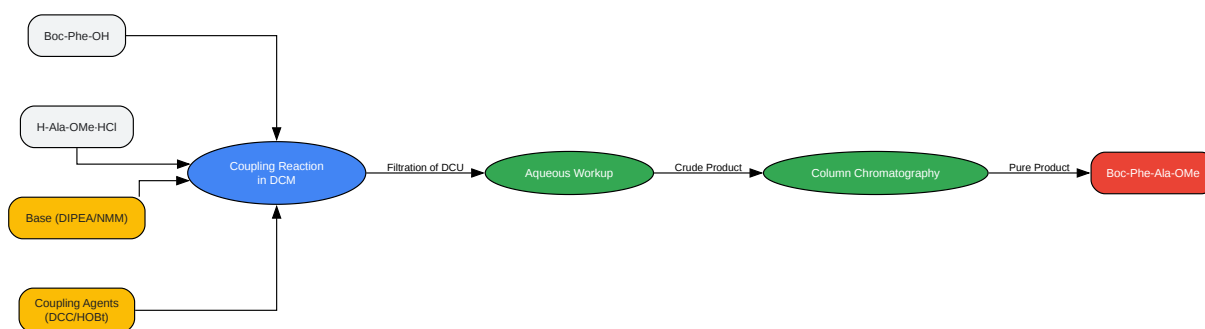 Boc-Phe-OH
H-Ala-OMe·HCl
Coupling Reaction
in DCM
Filtration of DCU
Aqueous Workup
Crude Product
Column Chromatography
Pure Product
Boc-Phe-Ala-OMe
Base (DIPEA/NMM)
Coupling Agents
(DCC/HOBt)